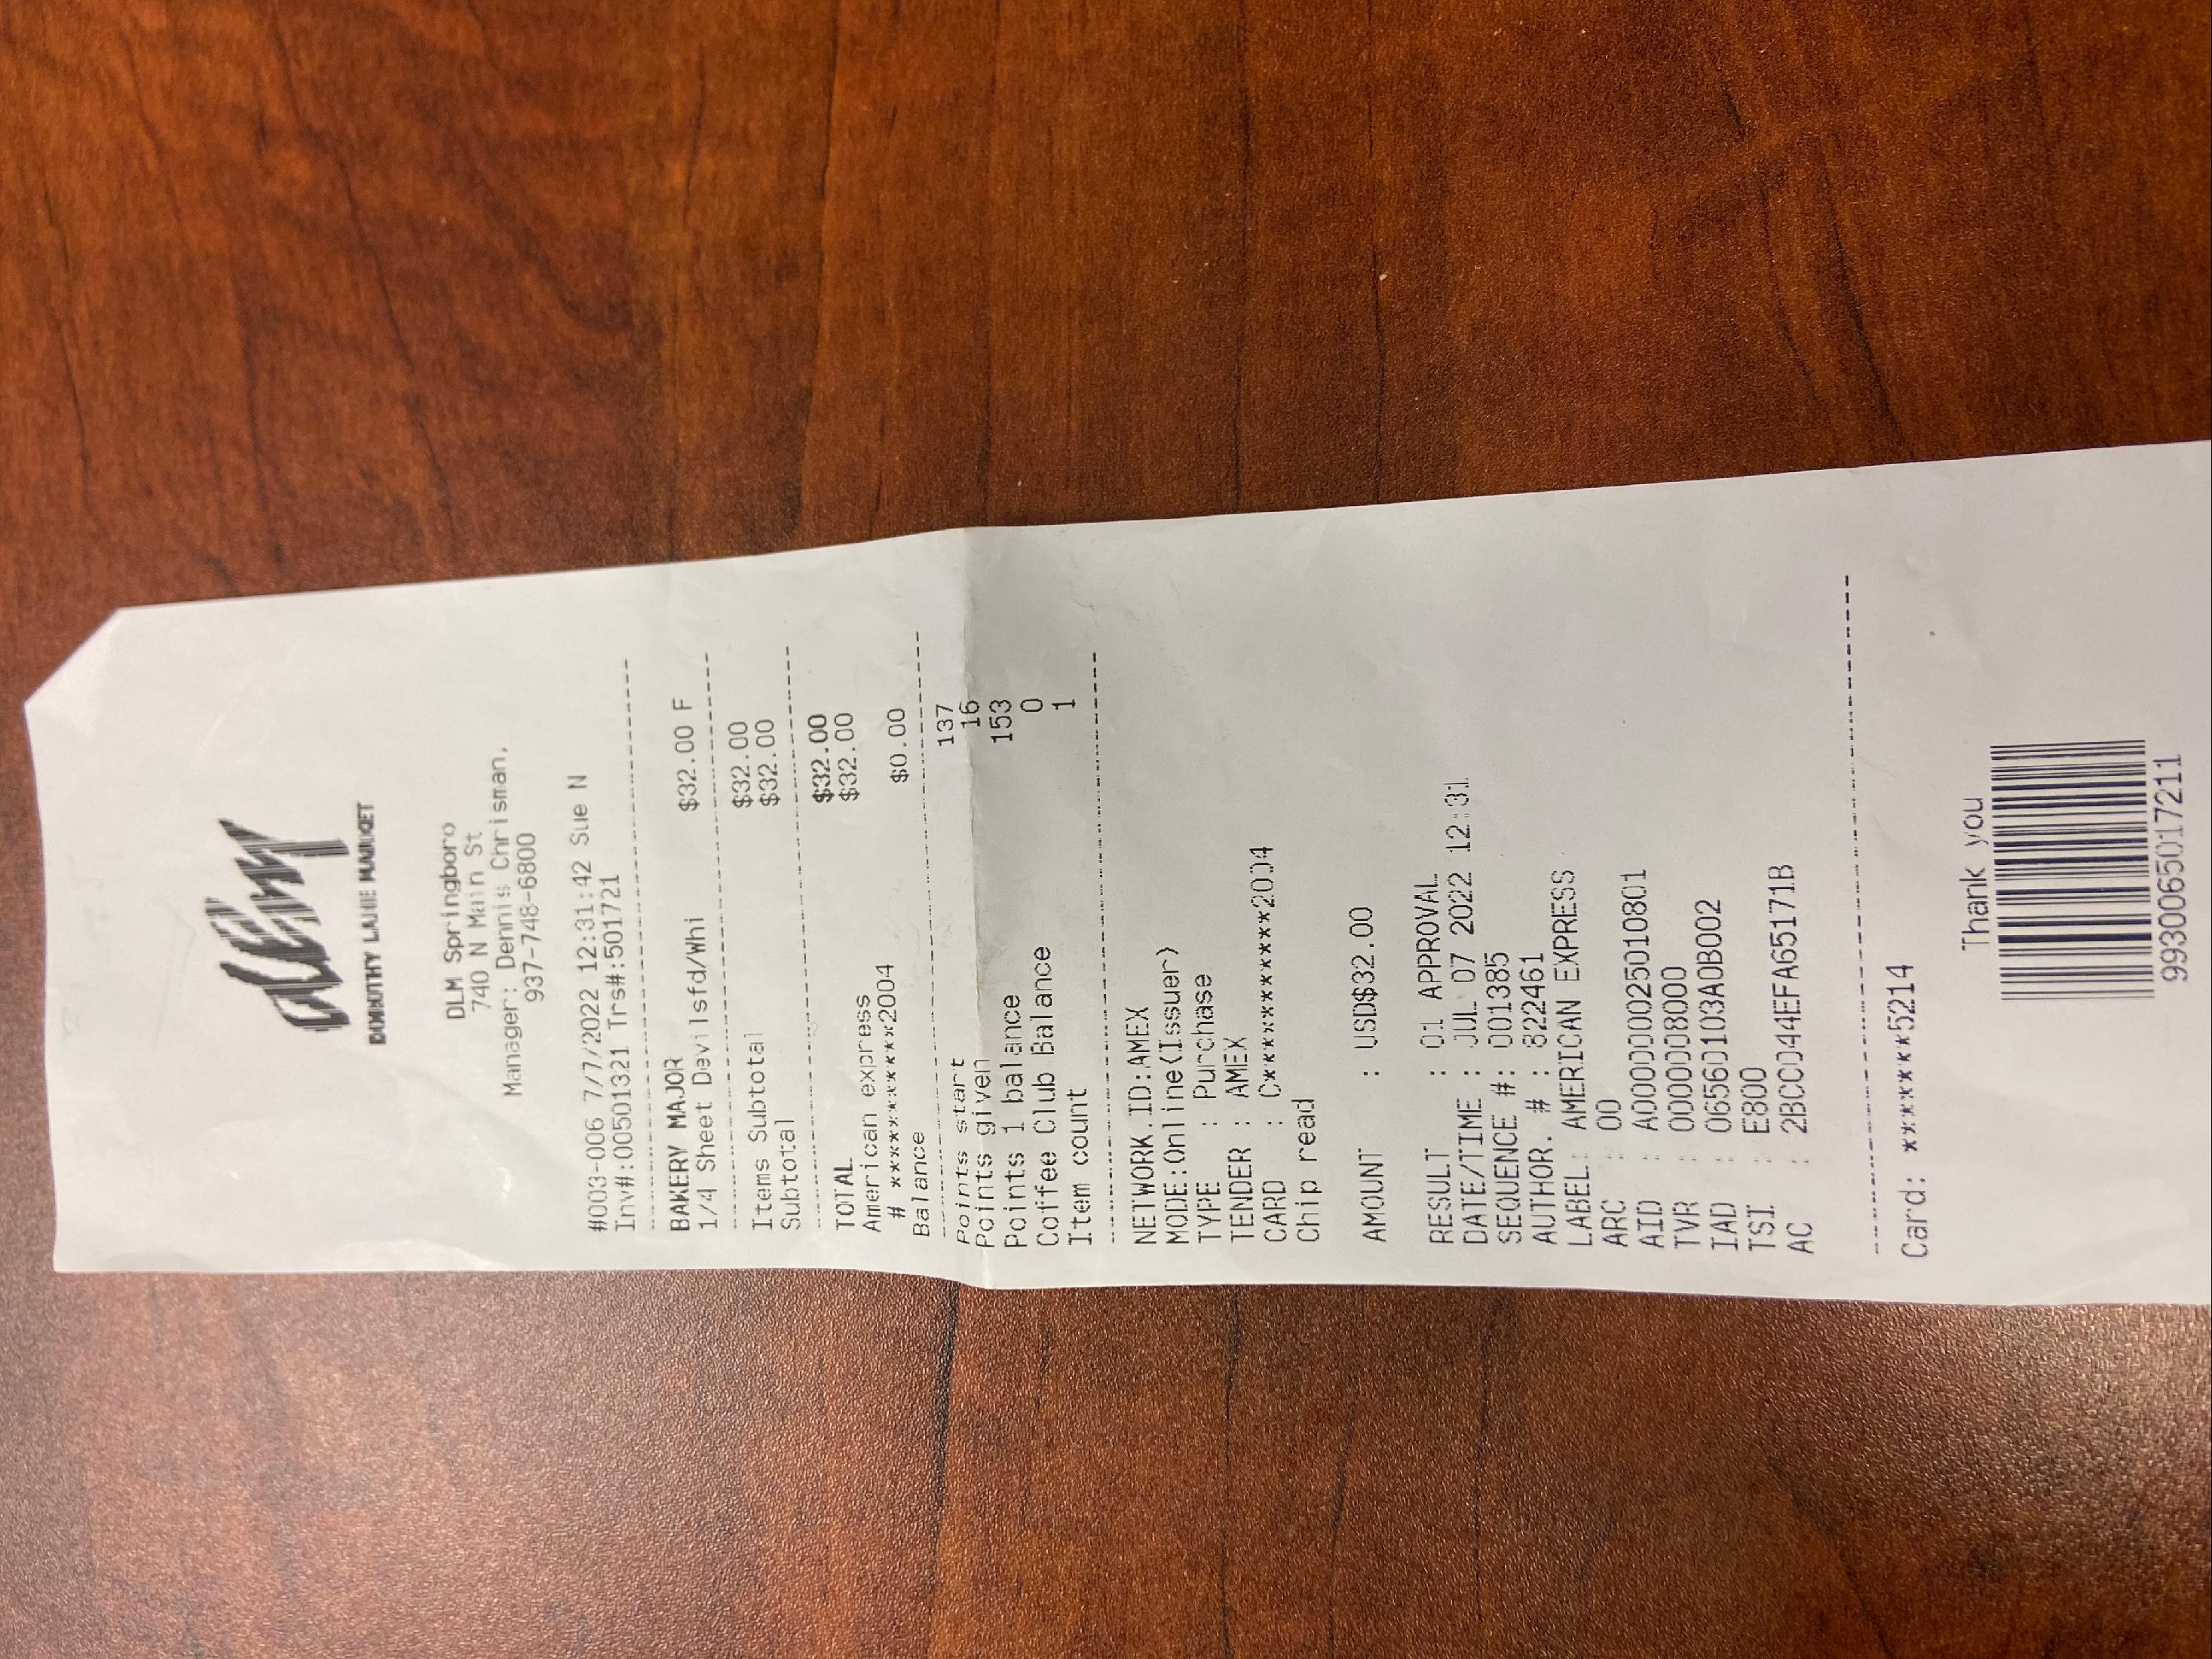 DLM
DOROTHY LANE MARKET
DLM Springboro
740 N Main St
Manager: Dennis Chrisman,
937-748-6800
#003-006 7/7/2022 12:31:42 Sue N
Inv#:00501321 Trs#:501721
BAKERY MAJOR
1/4 Sheet Devilsfd/Whi $32.00 F
Items Subtotal $32.00
Subtotal $32.00
TOTAL $32.00
American express $32.00
# ***********2004
Balance $0.00
Points start 137
Points given 16
Points 1 balance 153
Coffee Club Balance 0
Item count 1
NETWORK.ID:AMEX
MODE:Online(Issuer)
TYPE : Purchase
TENDER : AMEX
CARD : C***********2004
Chip read
AMOUNT : USD$32.00
RESULT : 01 APPROVAL
DATE/TIME : JUL 07 2022 12:31
SEQUENCE #: 001385
AUTHOR. # : 822461
LABEL: AMERICAN EXPRESS
ARC : 00
AID : A000000025010801
TVR : 0000008000
IAD : 06560103A0B002
TSI : E800
AC : 2BCC044EFA65171B
Card: *******5214
Thank you
993006501721​1